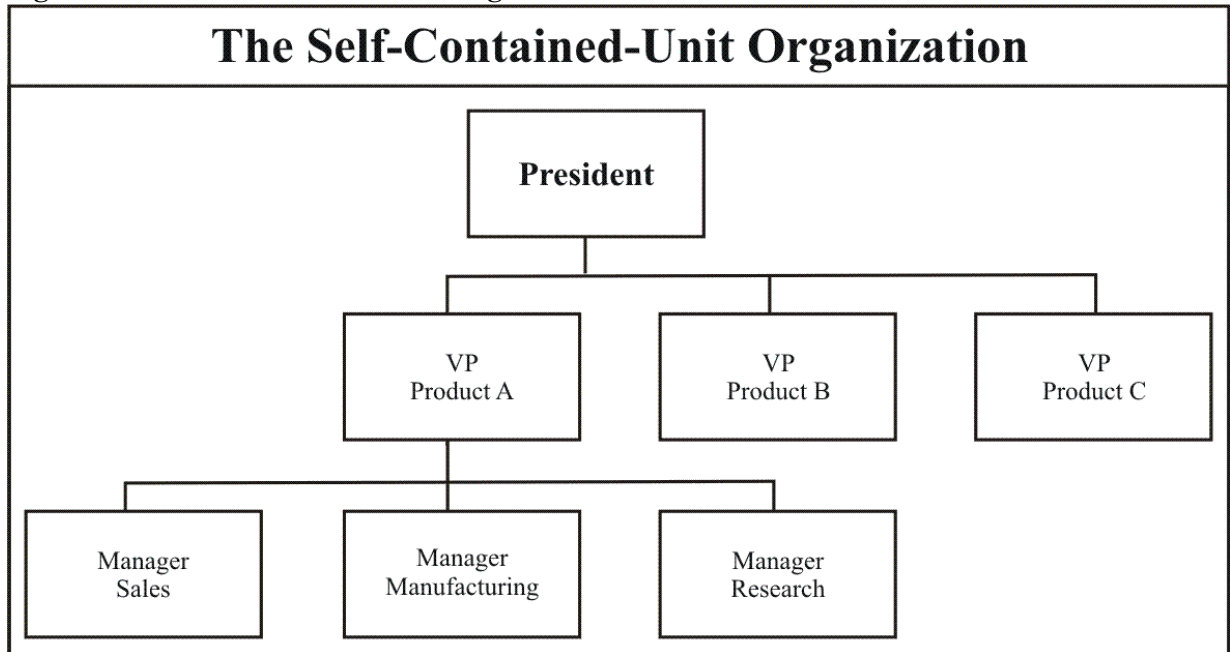 The Self-Contained-Unit Organization
President
VP
Product A
VP
Product B
VP
Product C
Manager
Sales
Manager
Manufacturing
Manager
Research